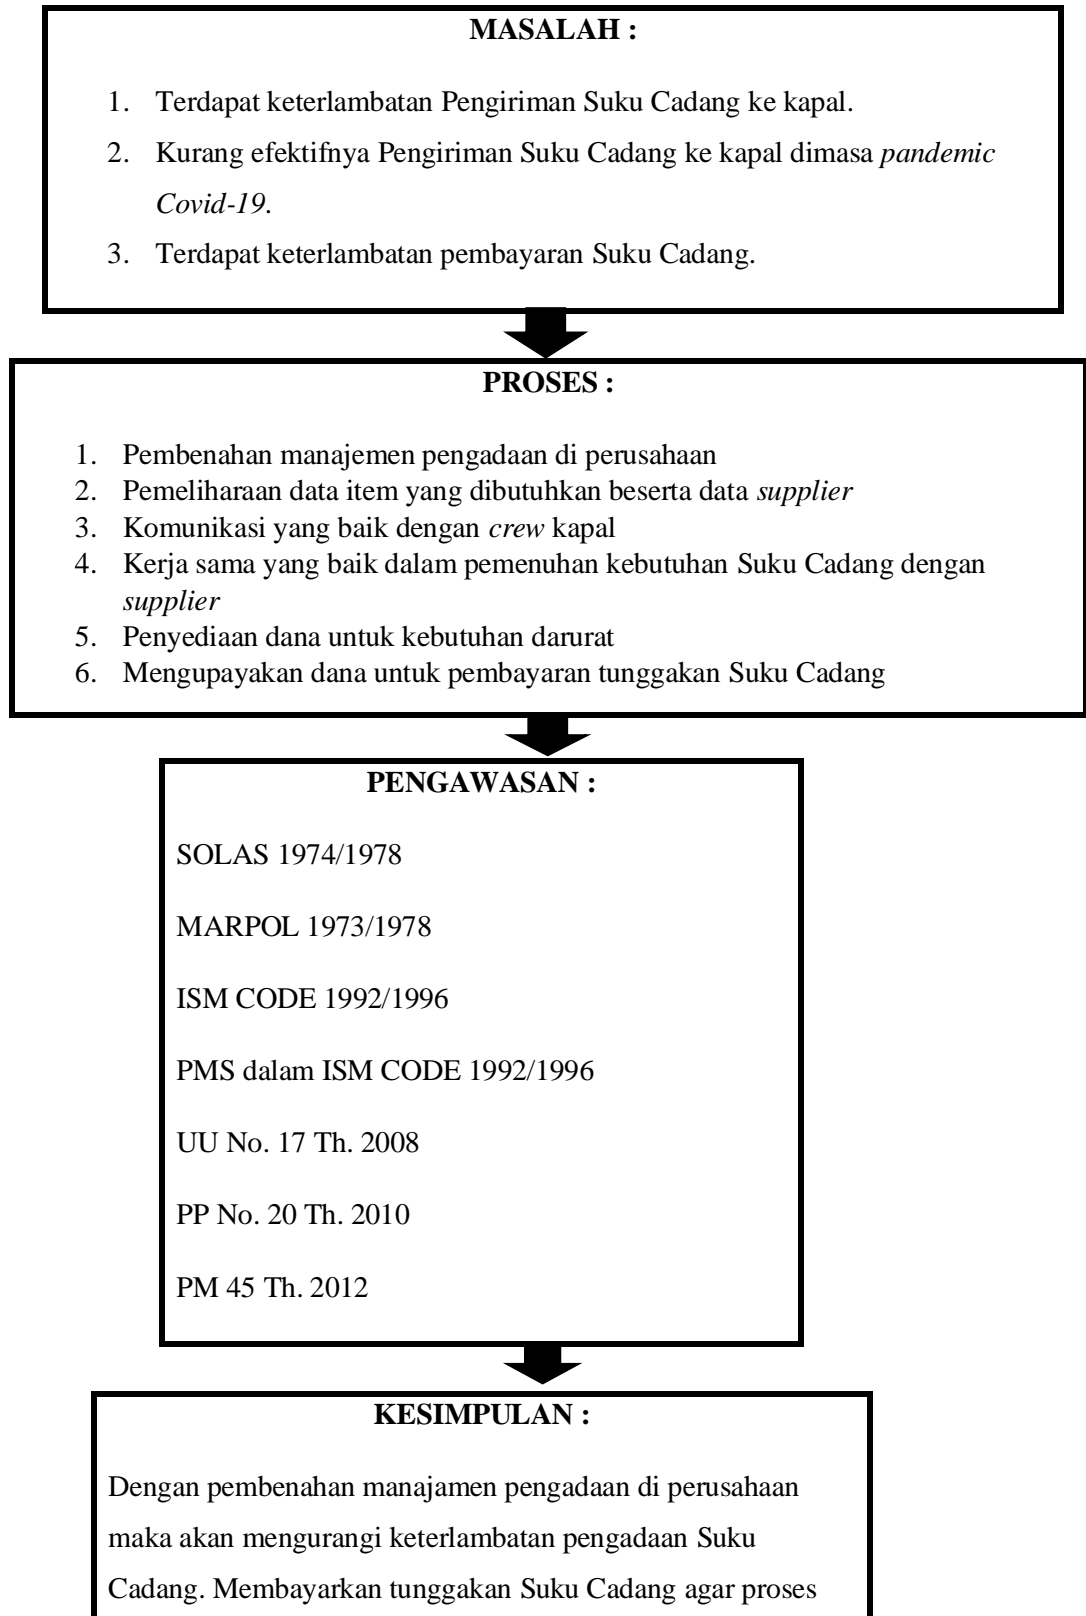 MASALAH :
1. Terdapat keterlambatan Pengiriman Suku Cadang ke kapal.
2. Kurang efektifnya Pengiriman Suku Cadang ke kapal dimasa pandemic
Covid-19.
3. Terdapat keterlambatan pembayaran Suku Cadang.
PROSES :
1. Pembenahan manajemen pengadaan di perusahaan
2. Pemeliharaan data item yang dibutuhkan beserta data supplier
3. Komunikasi yang baik dengan crew kapal
4. Kerja sama yang baik dalam pemenuhan kebutuhan Suku Cadang dengan
supplier
5. Penyediaan dana untuk kebutuhan darurat
6. Mengupayakan dana untuk pembayaran tunggakan Suku Cadang
PENGAWASAN :
SOLAS 1974/1978
MARPOL 1973/1978
ISM CODE 1992/1996
PMS dalam ISM CODE 1992/1996
UU No. 17 Th. 2008
PP No. 20 Th. 2010
PM 45 Th. 2012
KESIMPULAN :
Dengan pembenahan manajamen pengadaan di perusahaan
maka akan mengurangi keterlambatan pengadaan Suku
Cadang. Membayarkan tunggakan Suku Cadang agar proses